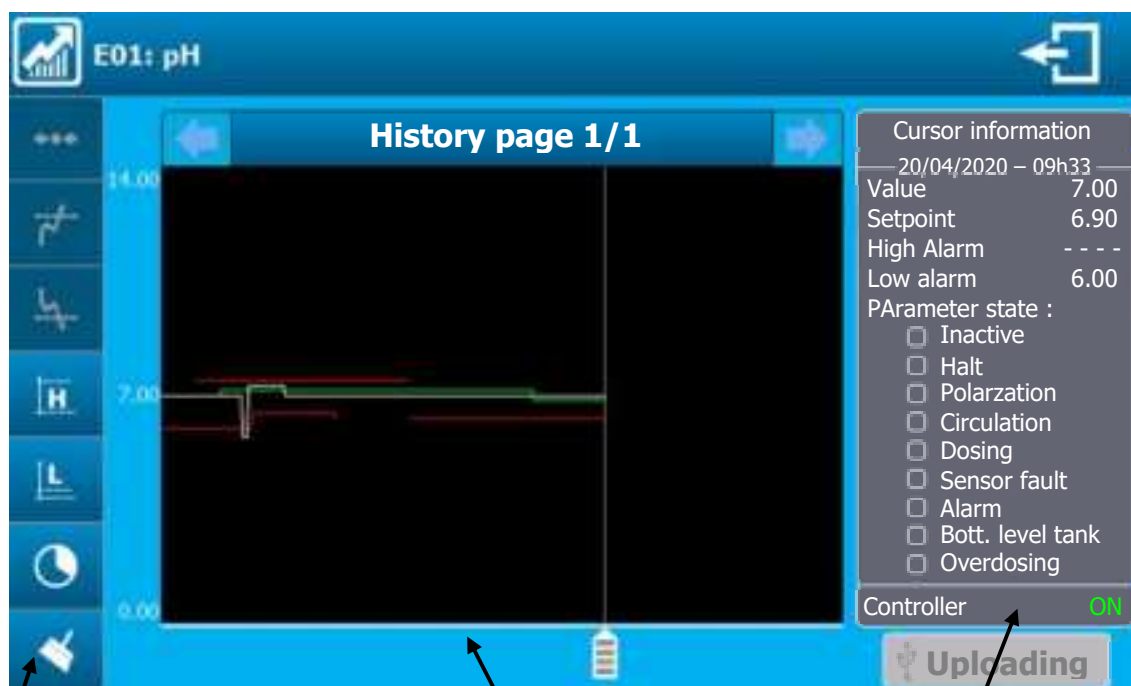 E01: pH
History page 1/1
14.00
7.00
0.00
H
L
Cursor information
20/04/2020 – 09h33
Value 7.00
Setpoint 6.90
High Alarm - - - -
Low alarm 6.00
PArameter state :
Inactive
Halt
Polarzation
Circulation
Dosing
Sensor fault
Alarm
Bott. level tank
Overdosing
Controller ON
Uploading